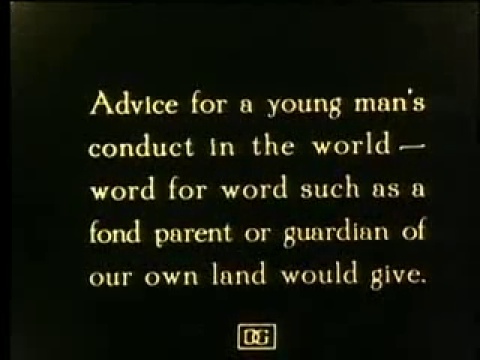 Advice for a young man's
conduct in the world —
word for word such as a
fond parent or guardian of
our own land would give.
DG